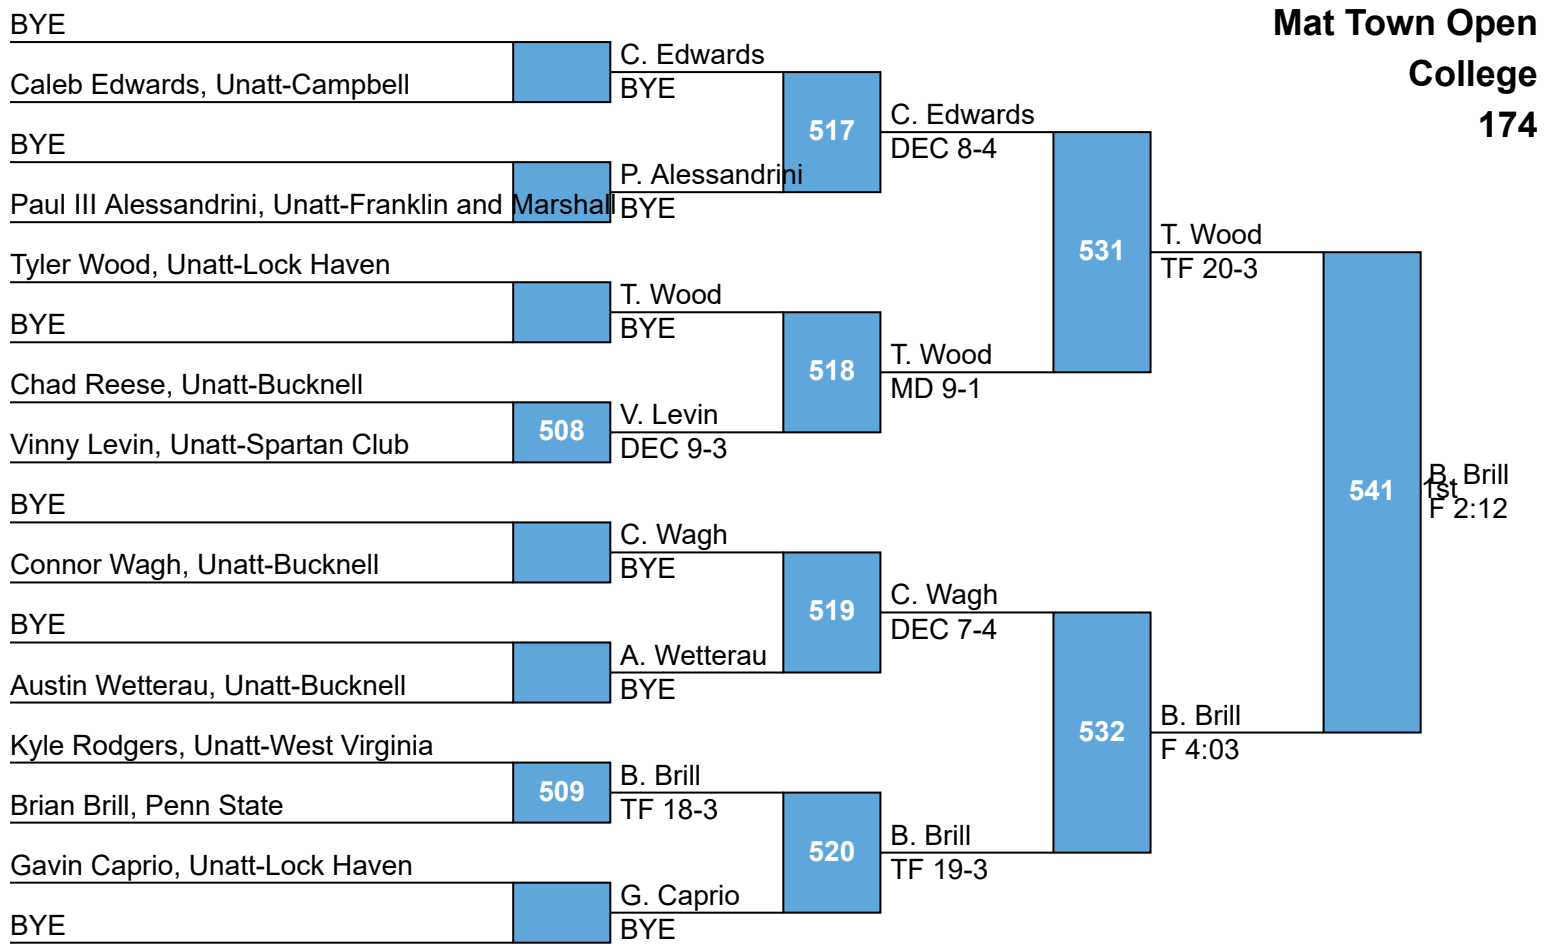 Mat Town Open
College
174
BYE
Caleb Edwards, Unatt-Campbell
BYE
Paul III Alessandrini, Unatt-Franklin and Marshall
Tyler Wood, Unatt-Lock Haven
BYE
Chad Reese, Unatt-Bucknell
508
Vinny Levin, Unatt-Spartan Club
BYE
Connor Wagh, Unatt-Bucknell
BYE
Austin Wetterau, Unatt-Bucknell
Kyle Rodgers, Unatt-West Virginia
509
Brian Brill, Penn State
Gavin Caprio, Unatt-Lock Haven
BYE
C. Edwards
BYE
517
P. Alessandrini
BYE
T. Wood
BYE
518
V. Levin
DEC 9-3
C. Wagh
BYE
519
A. Wetterau
BYE
B. Brill
TF 18-3
520
G. Caprio
BYE
C. Edwards
DEC 8-4
531
T. Wood
MD 9-1
C. Wagh
DEC 7-4
532
B. Brill
TF 19-3
T. Wood
TF 20-3
541
B. Brill
F 4:03
B. Brill
1st
F 2:12